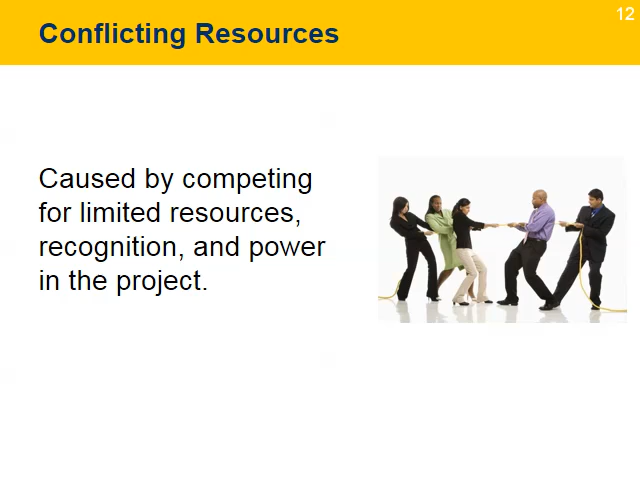 12
Conflicting Resources
Caused by competing
for limited resources,
recognition, and power
in the project.